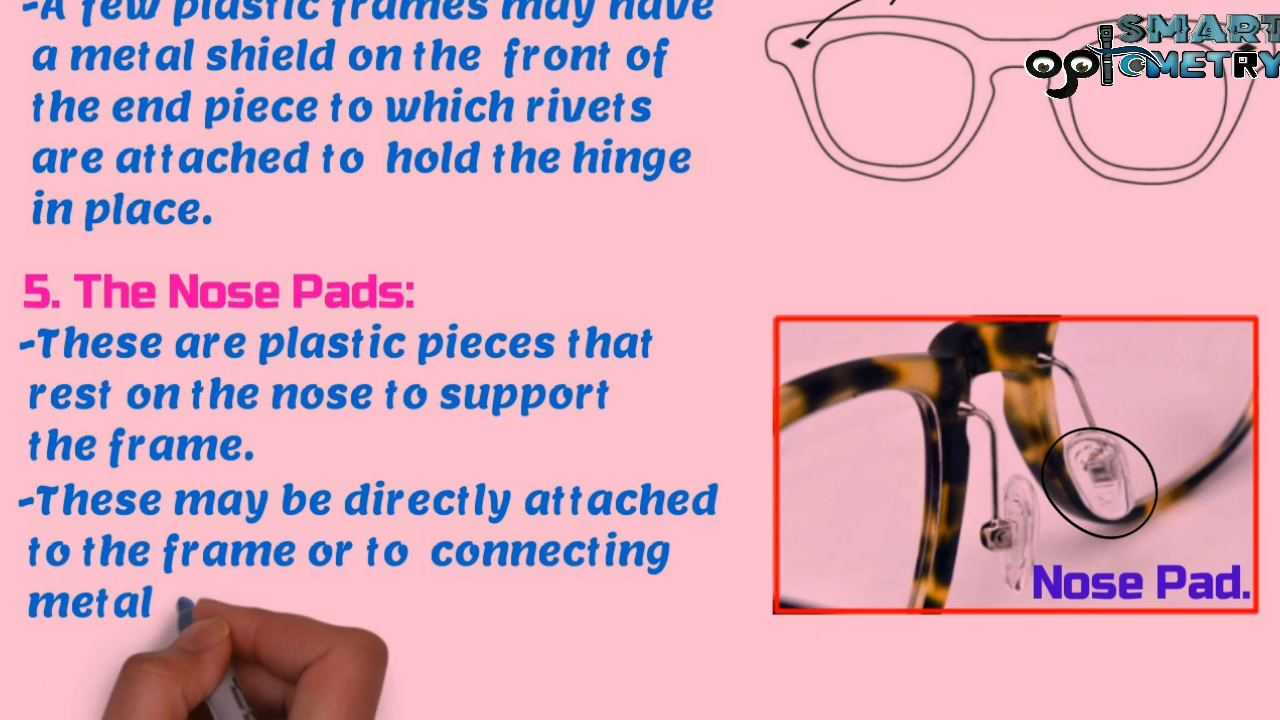 -A few plastic frames may have
a metal shield on the front of
the end piece to which rivets
are attached to hold the hinge
in place.
5. The Nose Pads:
-These are plastic pieces that
rest on the nose to support
the frame.
-These may be directly attached
to the frame or to connecting
metal
SMART
OPTOMETRY
Nose Pad.